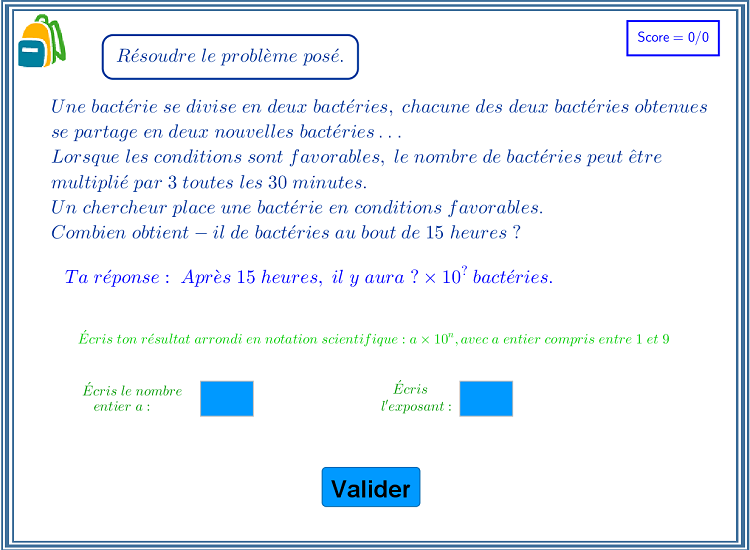 Résoudre le problème posé.
Score = 0/0
Une bactérie se divise en deux bactéries, chacune des deux bactéries obtenues
se partage en deux nouvelles bactéries ...
Lorsque les conditions sont favorables, le nombre de bactéries peut être
multiplié par 3 toutes les 30 minutes.
Un chercheur place une bactérie en conditions favorables.
Combien obtient − il de bactéries au bout de 15 heures ?
Ta réponse : Après 15 heures, il y aura ? × 10^? bactéries.
Écris ton résultat arrondi en notation scientifique : a × 10^n, avec a entier compris entre 1 et 9
Écris le nombre
entier a :
Écris
l'exposant :
Valider